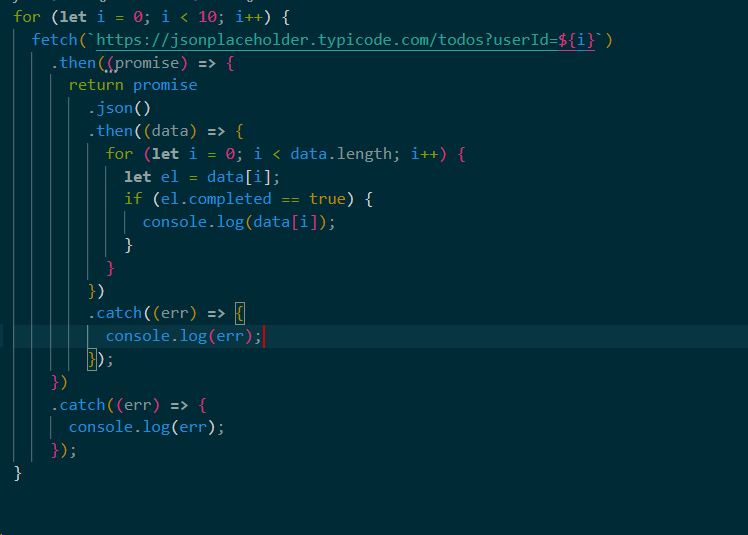 for (let i = 0; i < 10; i++) {
fetch(`https://jsonplaceholder.typicode.com/todos?userId=${i}`)
.then((promise) => {
return promise
.json()
.then((data) => {
for (let i = 0; i < data.length; i++) {
let el = data[i];
if (el.completed == true) {
console.log(data[i]);
}
}
})
.catch((err) => {
console.log(err);
});
})
.catch((err) => {
console.log(err);
});
}